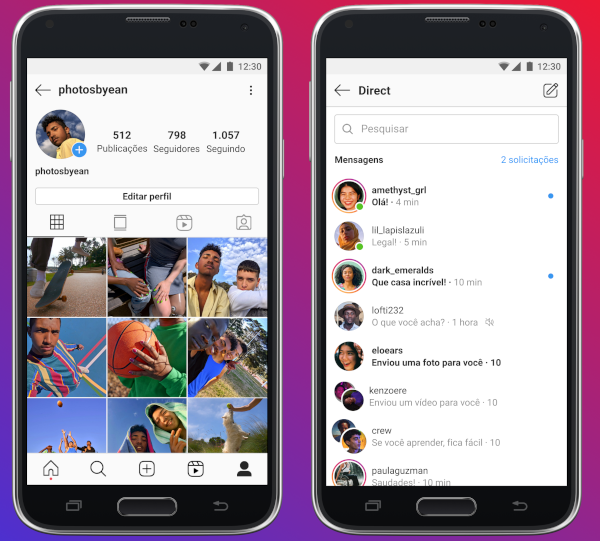 12:30
photosbyean
512 798 1.057
Publicações Seguidores Seguindo
photosbyean
Editar perfil
12:30
Direct
Pesquisar
Mensagens 2 solicitações
amethyst_grl
Olá! · 4 min
lil_lapislazuli
Legal! · 5 min
dark_emeralds
Que casa incrível! · 10 min
lofti232
O que você acha? · 1 hora
eloears
Enviou uma foto para você · 10
kenzoere
Enviou um vídeo para você · 10
crew
Se você aprender, fica fácil · 10
paulaguzman
Saudades! · 10 min